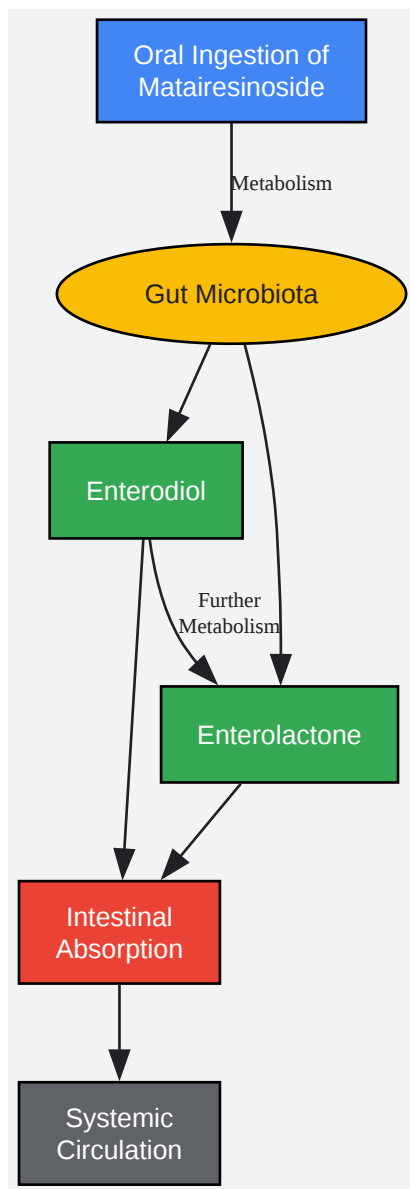 Oral Ingestion of
Matairesinoside
Metabolism
Gut Microbiota
Enterodiol
Further
Metabolism
Enterolactone
Intestinal
Absorption
Systemic
Circulation